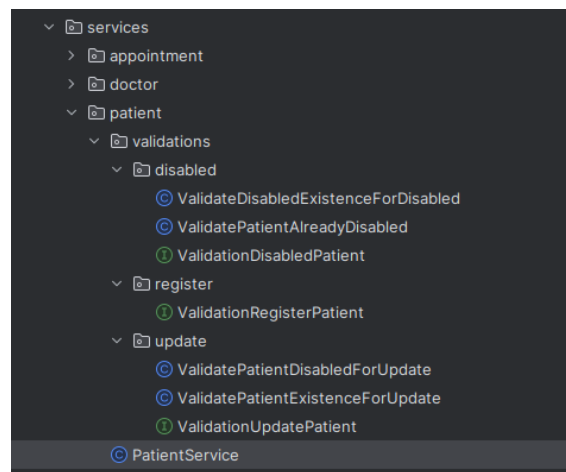 services
appointment
doctor
patient
validations
disabled
ValidateDisabledExistenceForDisabled
ValidatePatientAlreadyDisabled
ValidationDisabledPatient
register
ValidationRegisterPatient
update
ValidatePatientDisabledForUpdate
ValidatePatientExistenceForUpdate
ValidationUpdatePatient
PatientService